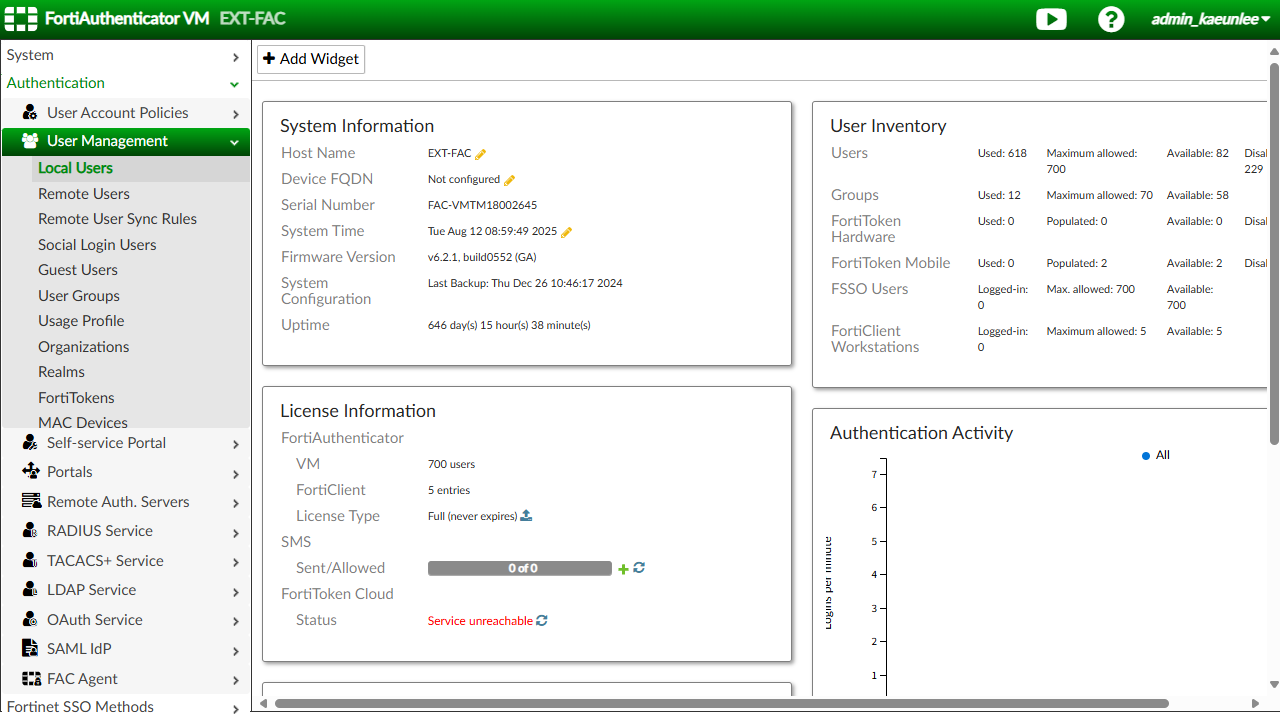 FortiAuthenticator VM EXT-FAC
admin_kaeunlee
System
Authentication
User Account Policies
User Management
Local Users
Remote Users
Remote User Sync Rules
Social Login Users
Guest Users
User Groups
Usage Profile
Organizations
Realms
FortiTokens
MAC Devices
Self-service Portal
Portals
Remote Auth. Servers
RADIUS Service
TACACS+ Service
LDAP Service
OAuth Service
SAML IdP
FAC Agent
Fortinet SSO Methods
Add Widget
System Information
Host Name EXT-FAC
Device FQDN Not configured
Serial Number FAC-VMTM18002645
System Time Tue Aug 12 08:59:49 2025
Firmware Version v6.2.1, build0552 (GA)
System Last Backup: Thu Dec 26 10:46:17 2024
Configuration
Uptime 646 day(s) 15 hour(s) 38 minute(s)
License Information
FortiAuthenticator
VM 700 users
FortiClient 5 entries
License Type Full (never expires)
SMS
Sent/Allowed 0 of 0
FortiToken Cloud
Status Service unreachable
User Inventory
Users Used: 618 Maximum allowed: Available: 82 Disal
700 229
Groups Used: 12 Maximum allowed: 70 Available: 58
FortiToken Used: 0 Populated: 0 Available: 0 Disal
Hardware
FortiToken Mobile Used: 0 Populated: 2 Available: 2 Disal
FSSO Users Logged-in: Max. allowed: 700 Available:
0 700
FortiClient Logged-in: Maximum allowed: 5 Available: 5
Workstations 0
Authentication Activity
All
7
6
5
4
3
2
1
Logins per minute